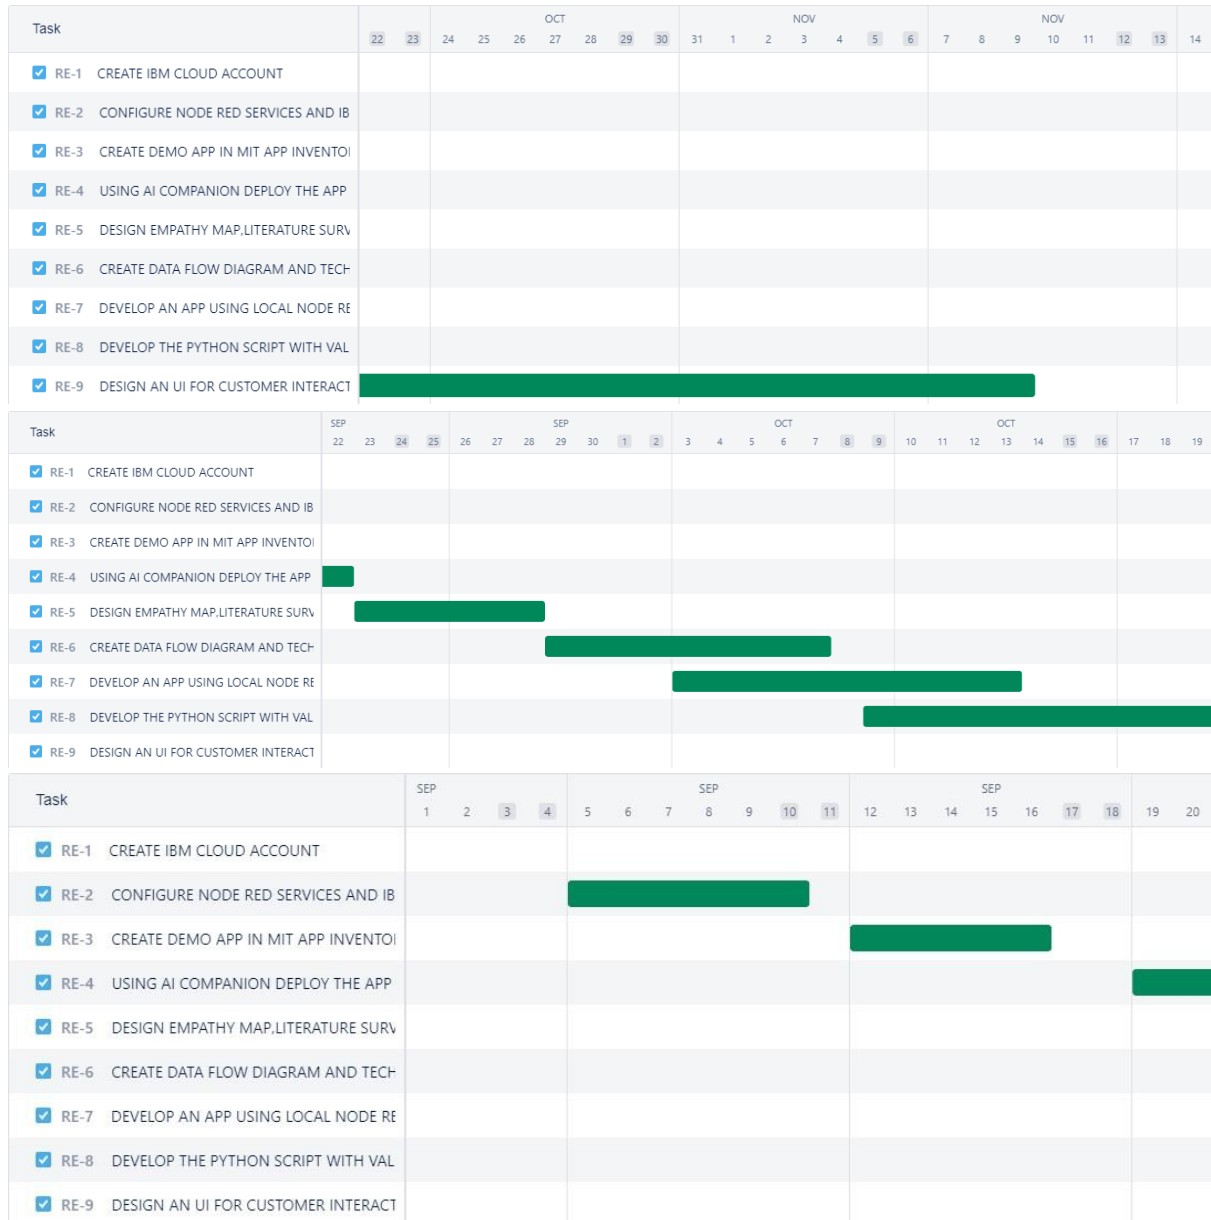 Task
OCT NOV NOV
22 23 24 25 26 27 28 29 30 31 1 2 3 4 5 6 7 8 9 10 11 12 13 14
RE-1 CREATE IBM CLOUD ACCOUNT
RE-2 CONFIGURE NODE RED SERVICES AND IB
RE-3 CREATE DEMO APP IN MIT APP INVENTO
RE-4 USING AI COMPANION DEPLOY THE APP
RE-5 DESIGN EMPATHY MAP,LITERATURE SURV
RE-6 CREATE DATA FLOW DIAGRAM AND TECH
RE-7 DEVELOP AN APP USING LOCAL NODE RE
RE-8 DEVELOP THE PYTHON SCRIPT WITH VAL
RE-9 DESIGN AN UI FOR CUSTOMER INTERACT
Task
SEP SEP OCT OCT
22 23 24 25 26 27 28 29 30 1 2 3 4 5 6 7 8 9 10 11 12 13 14 15 16 17 18 19
RE-1 CREATE IBM CLOUD ACCOUNT
RE-2 CONFIGURE NODE RED SERVICES AND IB
RE-3 CREATE DEMO APP IN MIT APP INVENTO
RE-4 USING AI COMPANION DEPLOY THE APP
RE-5 DESIGN EMPATHY MAP,LITERATURE SURV
RE-6 CREATE DATA FLOW DIAGRAM AND TECH
RE-7 DEVELOP AN APP USING LOCAL NODE RE
RE-8 DEVELOP THE PYTHON SCRIPT WITH VAL
RE-9 DESIGN AN UI FOR CUSTOMER INTERACT
Task
SEP SEP SEP
1 2 3 4 5 6 7 8 9 10 11 12 13 14 15 16 17 18 19 20
RE-1 CREATE IBM CLOUD ACCOUNT
RE-2 CONFIGURE NODE RED SERVICES AND IB
RE-3 CREATE DEMO APP IN MIT APP INVENTO
RE-4 USING AI COMPANION DEPLOY THE APP
RE-5 DESIGN EMPATHY MAP,LITERATURE SURV
RE-6 CREATE DATA FLOW DIAGRAM AND TECH
RE-7 DEVELOP AN APP USING LOCAL NODE RE
RE-8 DEVELOP THE PYTHON SCRIPT WITH VAL
RE-9 DESIGN AN UI FOR CUSTOMER INTERACT